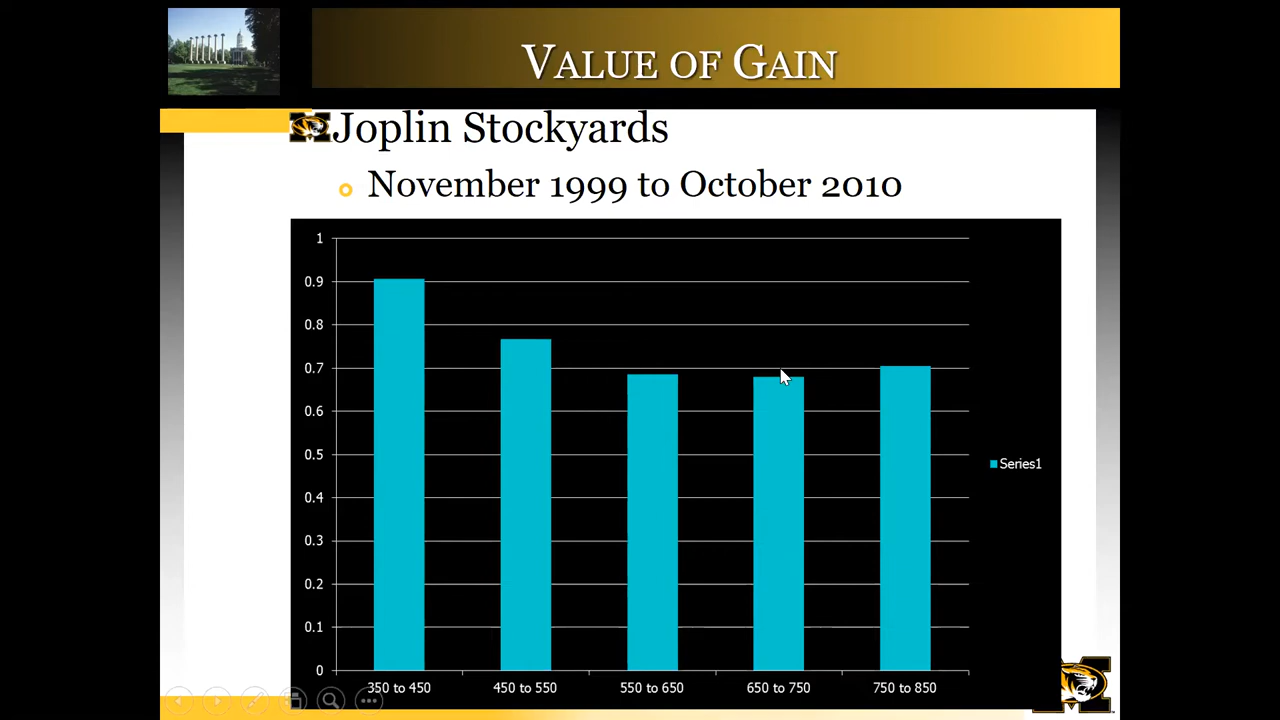 VALUE OF GAIN
Joplin Stockyards
November 1999 to October 2010
1
0.9
0.8
0.7
0.6
0.5
0.4
0.3
0.2
0.1
0
Series1
350 to 450 450 to 550 550 to 650 650 to 750 750 to 850